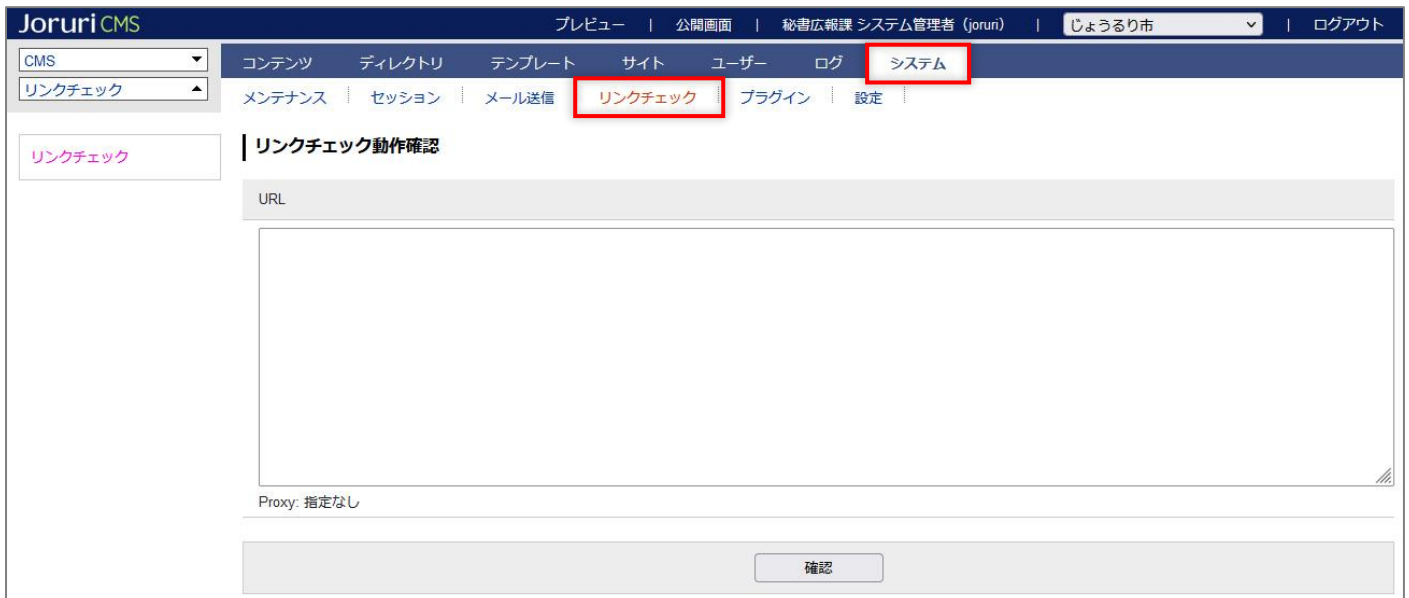 Joruri CMS プレビュー | 公開画面 | 秘書広報課 システム管理者 (joruri) | じょうるり市 | ログアウト
CMS
リンクチェック
コンテンツ ディレクトリ テンプレート サイト ユーザー ログ システム
メンテナンス セッション メール送信 リンクチェック プラグイン 設定
リンクチェック
リンクチェック動作確認
URL
Proxy: 指定なし
確認